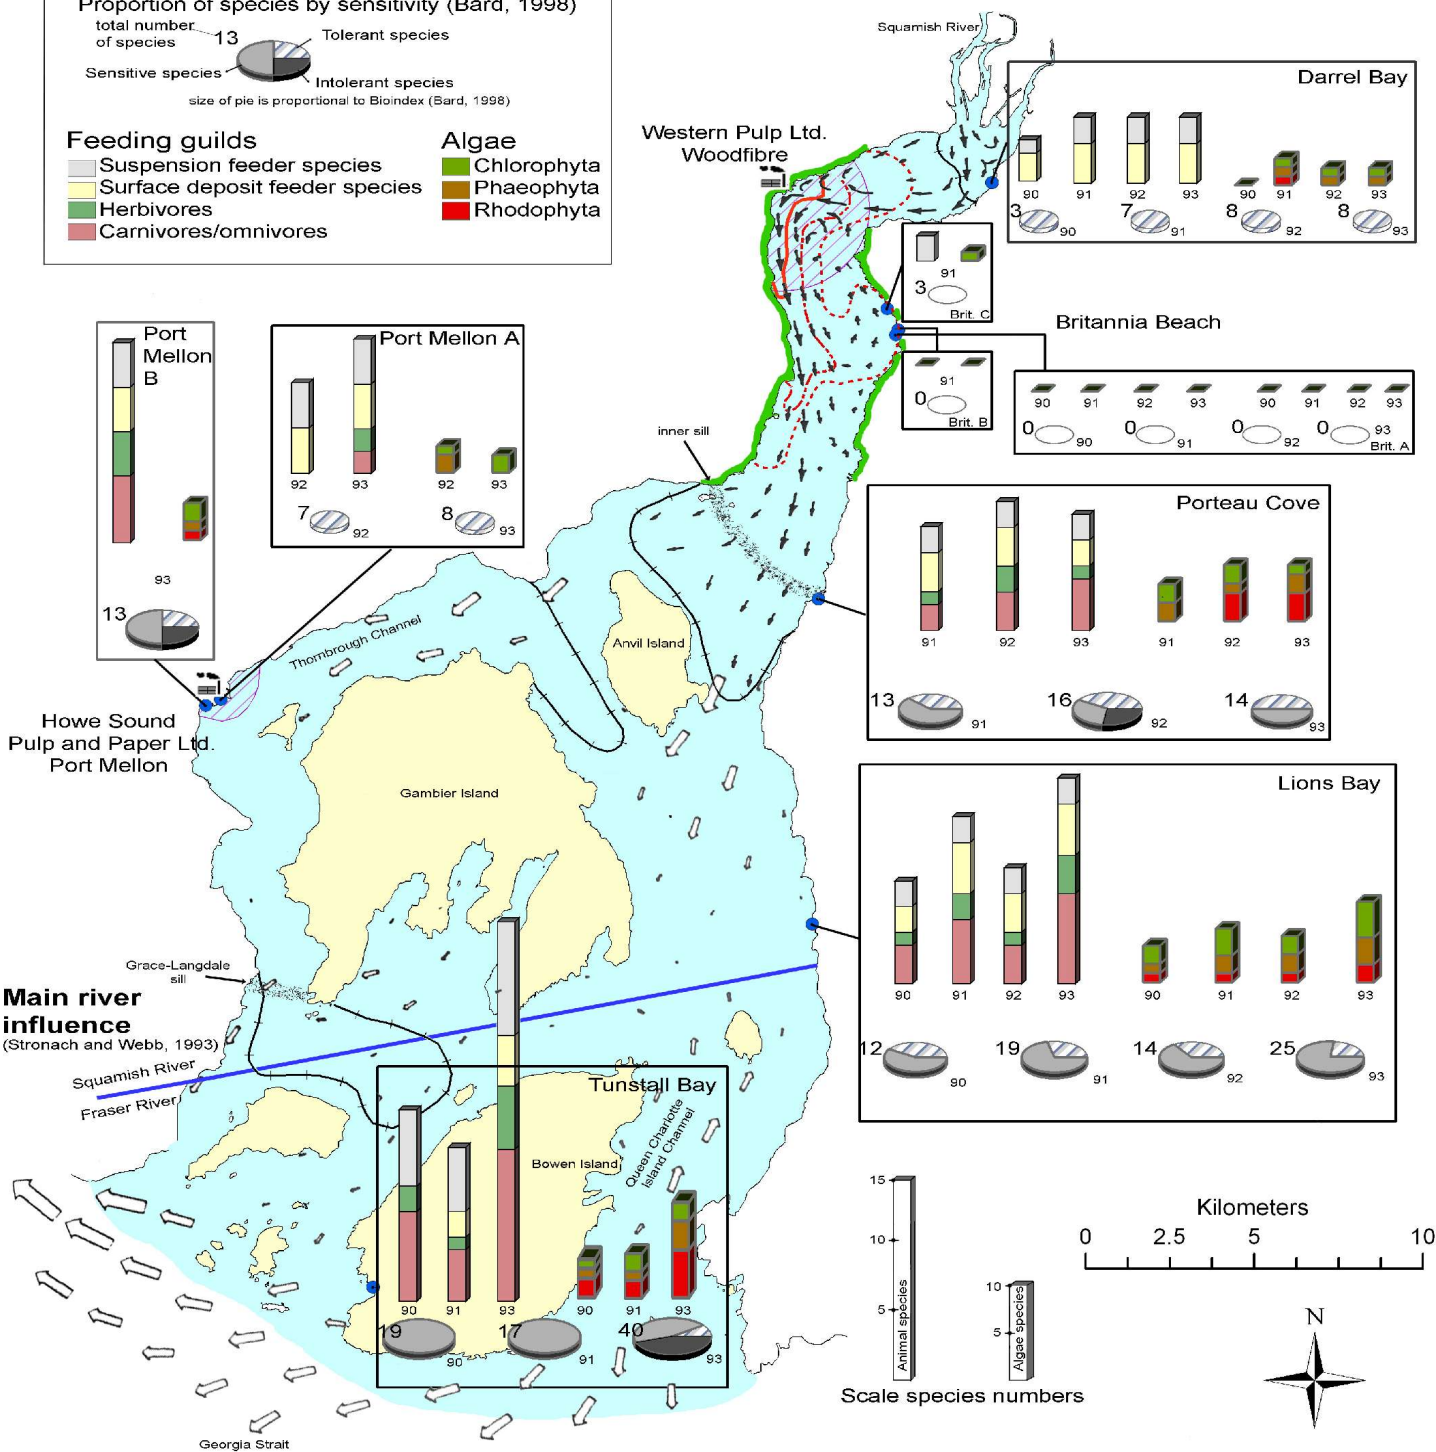 Proportion of species by sensitivity (Bard, 1998)
total number
of species
13
Tolerant species
Sensitive species
Intolerant species
size of pie is proportional to Bioindex (Bard, 1998)
Feeding guilds
Suspension feeder species
Surface deposit feeder species
Herbivores
Carnivores/omnivores
Algae
Chlorophyta
Phaeophyta
Rhodophyta
Squamish River
Western Pulp Ltd.
Woodfibre
Darrel Bay
90 91 92 93 90 91 92 93
3 90 7 91 8 92 8 93
91
3
Brit. C
Britannia Beach
91
0
Brit. B
90 91 92 93 90 91 92 93
0 90 0 91 0 92 0 93
Brit. A
Port
Mellon
B
93
13
Port Mellon A
92 93 92 93
7 92 8 93
inner sill
Porteau Cove
91 92 93 91 92 93
13 91 16 92 14 93
Thornbrough Channel
Anvil Island
Howe Sound
Pulp and Paper Ltd.
Port Mellon
Gambier Island
Lions Bay
90 91 92 93 90 91 92 93
12 90 19 91 14 92 25 93
Grace-Langdale
sill
Main river
influence
(Stronach and Webb, 1993)
Squamish River
Fraser River
Tunstall Bay
Bowen Island
Queen Charlotte
Island Channel
90 91 93 90 91 93
19 90 17 91 40 93
Georgia Strait
15
10
5
Animal species
10
5
Algae species
Scale species numbers
Kilometers
0 2.5 5 10
N